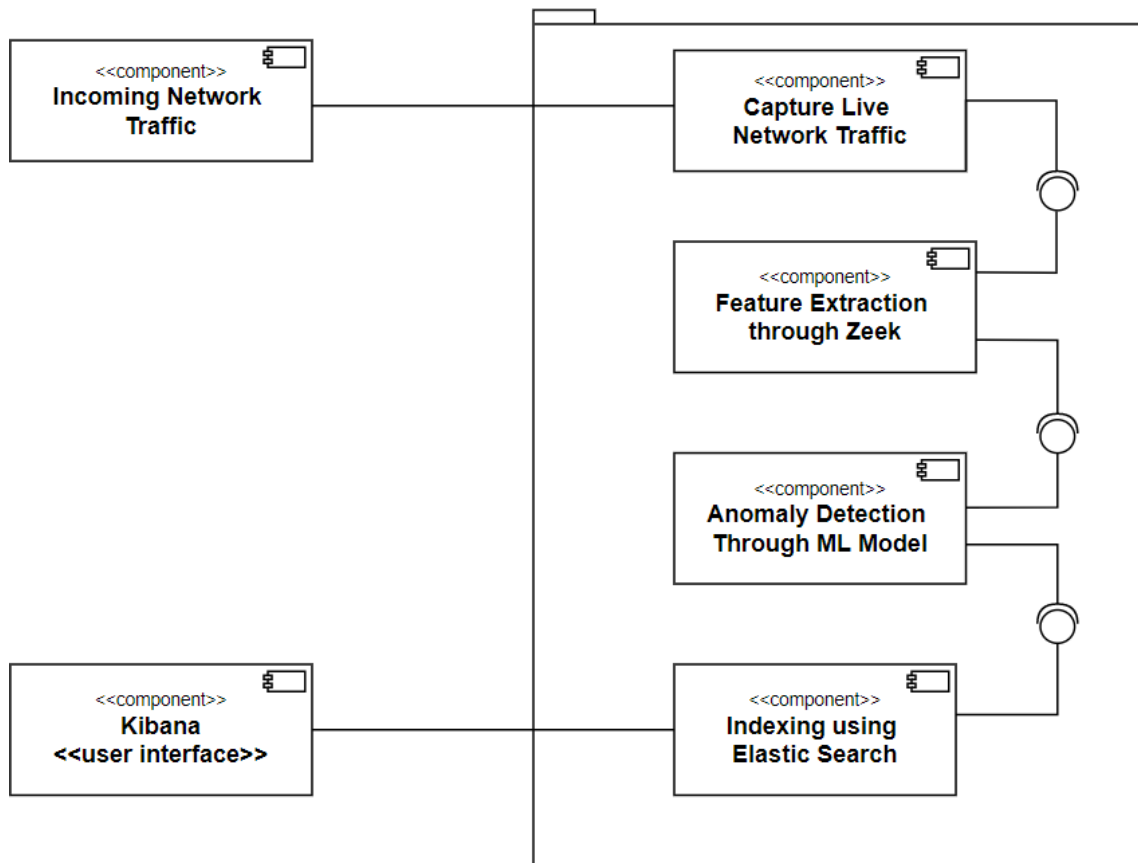 <<component>>
Incoming Network
Traffic
<<component>>
Capture Live
Network Traffic
<<component>>
Feature Extraction
through Zeek
<<component>>
Anomaly Detection
Through ML Model
<<component>>
Kibana
<<user interface>>
<<component>>
Indexing using
Elastic Search